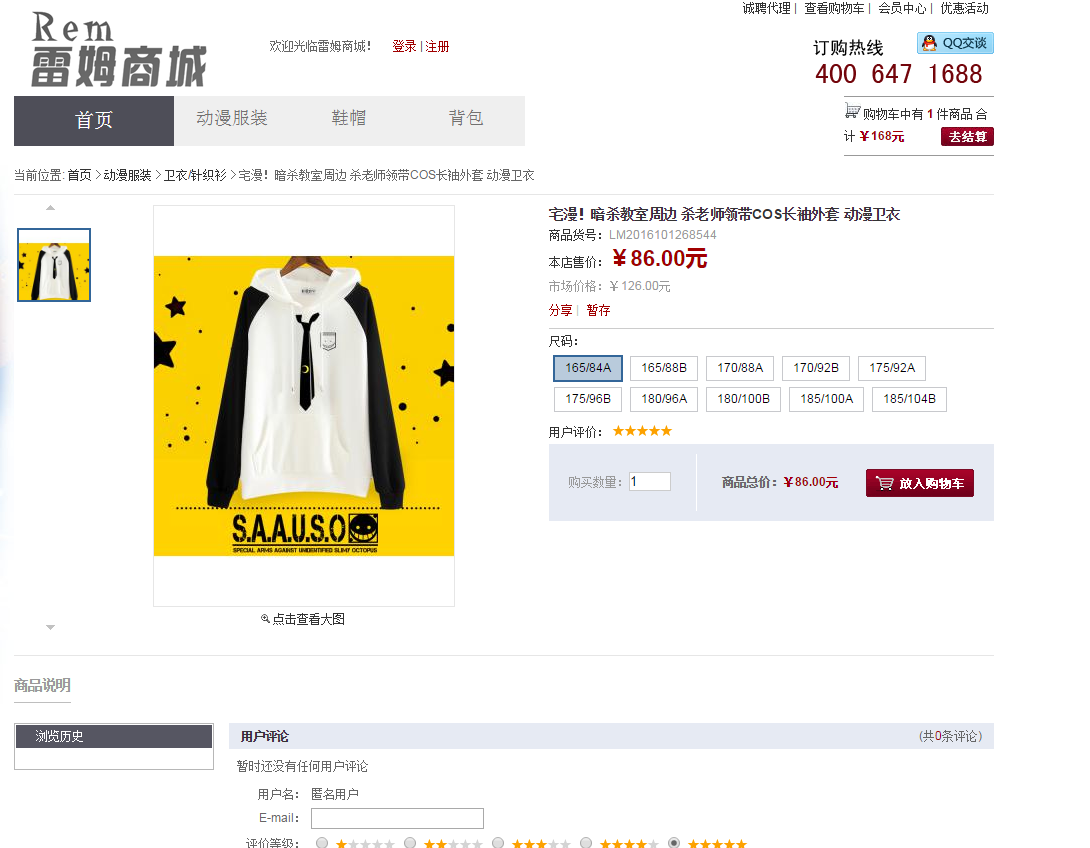 诚聘代理| 查看购物车| 会员中心| 优惠活动
Rem
雷姆商城
欢迎光临雷姆商城! 登录 | 注册
订购热线
QQ交谈
400 647 1688
首页 动漫服装 鞋帽 背包
购物车中有 1 件商品 合
计 ￥168元
去结算
当前位置: 首页 > 动漫服装 > 卫衣/针织衫 > 宅漫！暗杀教室周边 杀老师领带COS长袖外套 动漫卫衣
宅漫！暗杀教室周边 杀老师领带COS长袖外套 动漫卫衣
商品货号：LM2016101268544
本店售价：￥86.00元
市场价格：￥126.00元
分享| 暂存
尺码：
165/84A 165/88B 170/88A 170/92B 175/92A
175/96B 180/96A 180/100B 185/100A 185/104B
用户评价：★★★★★
购买数量：1
商品总价：￥86.00元
放入购物车
S.A.A.U.S.O
SPECIAL ARMS AGAINST UNIDENTIFIED SLIMY OCTOPUS
点击查看大图
商品说明
浏览历史
用户评论 (共0条评论)
暂时还没有任何用户评论
用户名： 匿名用户
E-mail：
评价等级：